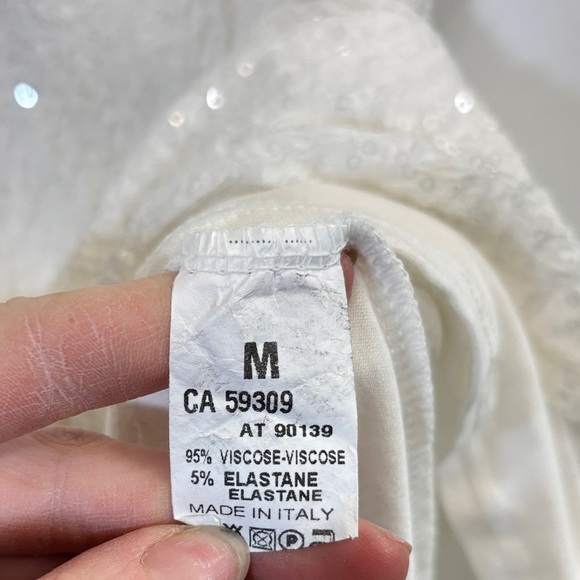 M
CA 59309
AT 90139
95% VISCOSE-VISCOSE
5% ELASTANE
ELASTANE
MADE IN ITALY